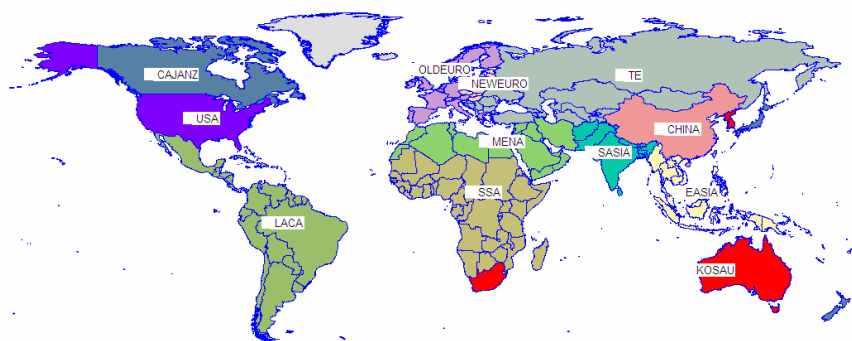 OLDEURO
CAJANZ
TE
NEWEURO
USA
CHINA
MENA
SASIA
SSA
EASIA
LACA
KOSAU